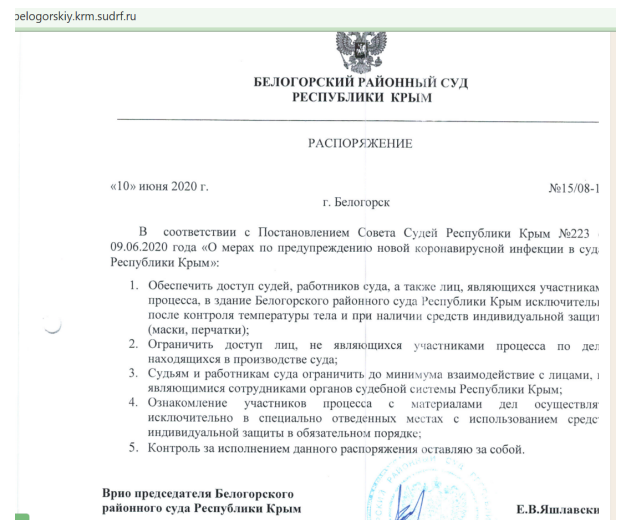 belogorskiy.krm.sudrf.ru
БЕЛОГОРСКИЙ РАЙОННЫЙ СУД
РЕСПУБЛИКИ КРЫМ
РАСПОРЯЖЕНИЕ
«10» июня 2020 г. №15/08-1
г. Белогорск
В соответствии с Постановлением Совета Судей Республики Крым №223
09.06.2020 года «О мерах по предупреждению новой коронавирусной инфекции в суд
Республики Крым»:
1. Обеспечить доступ судей, работников суда, а также лиц, являющихся участникам
процесса, в здание Белогорского районного суда Республики Крым исключительн
после контроля температуры тела и при наличии средств индивидуальной защит
(маски, перчатки);
2. Ограничить доступ лиц, не являющихся участниками процесса по дел
находящихся в производстве суда;
3. Судьям и работникам суда ограничить до минимума взаимодействие с лицами,
являющимися сотрудниками органов судебной системы Республики Крым;
4. Ознакомление участников процесса с материалами дел осуществля
исключительно в специально отведенных местах с использованием средс
индивидуальной защиты в обязательном порядке;
5. Контроль за исполнением данного распоряжения оставляю за собой.
Врио председателя Белогорского
районного суда Республики Крым Е.В.Яшлавски